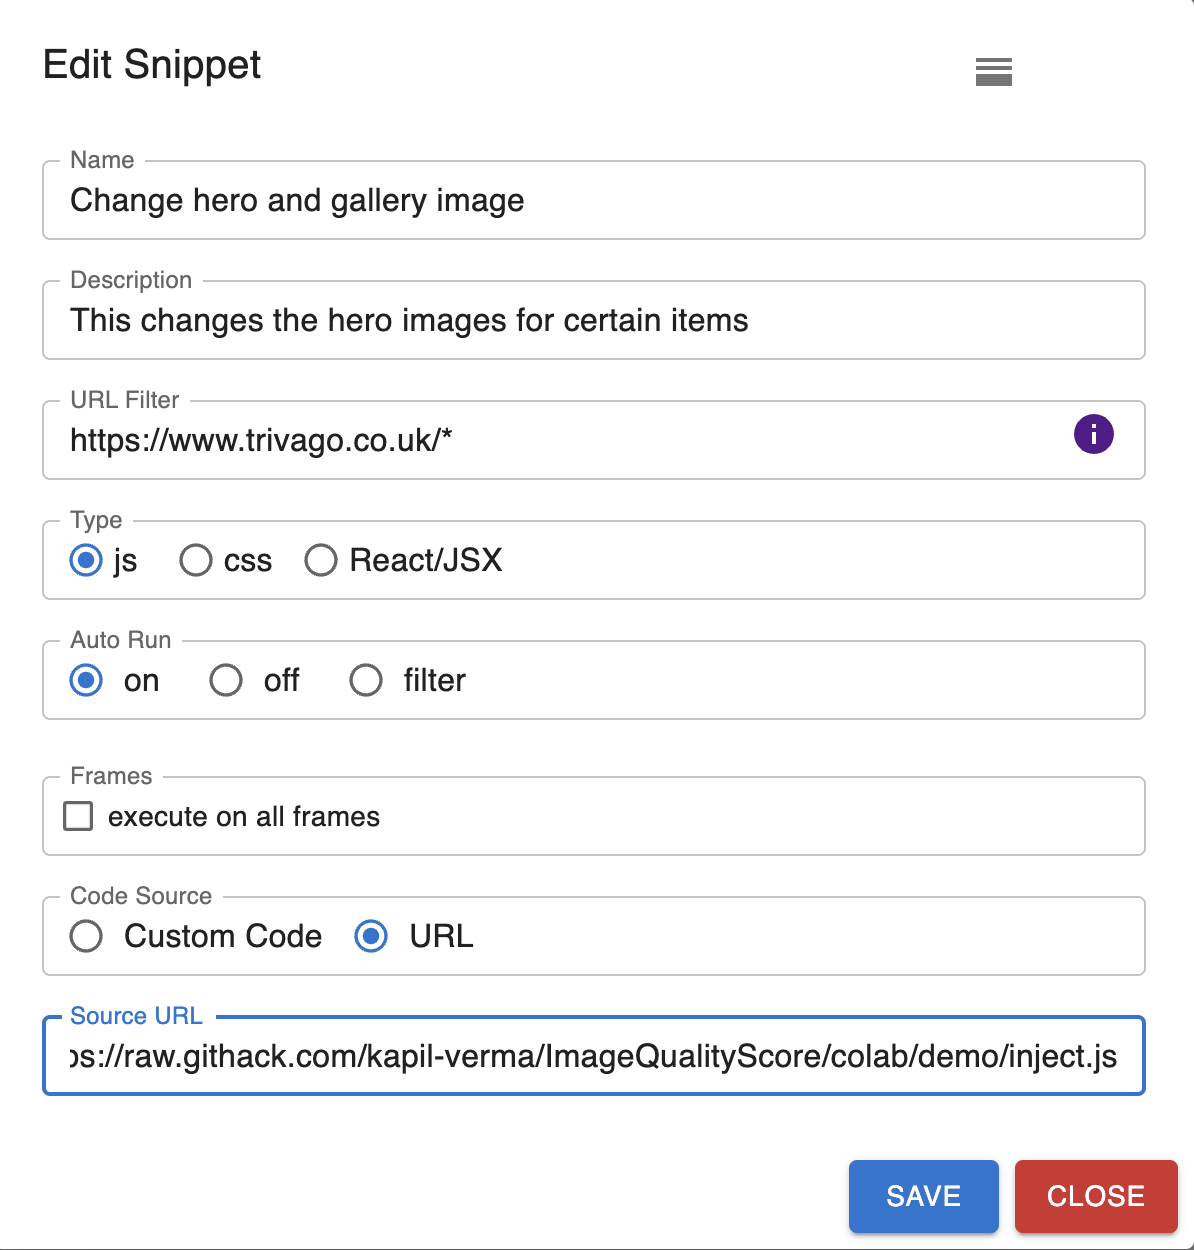 Edit Snippet
Name
Change hero and gallery image
Description
This changes the hero images for certain items
URL Filter
https://www.trivago.co.uk/*
i
Type
js css React/JSX
Auto Run
on off filter
Frames
execute on all frames
Code Source
Custom Code URL
Source URL
ps://raw.githack.com/kapil-verma/ImageQualityScore/colab/demo/inject.js
SAVE CLOSE